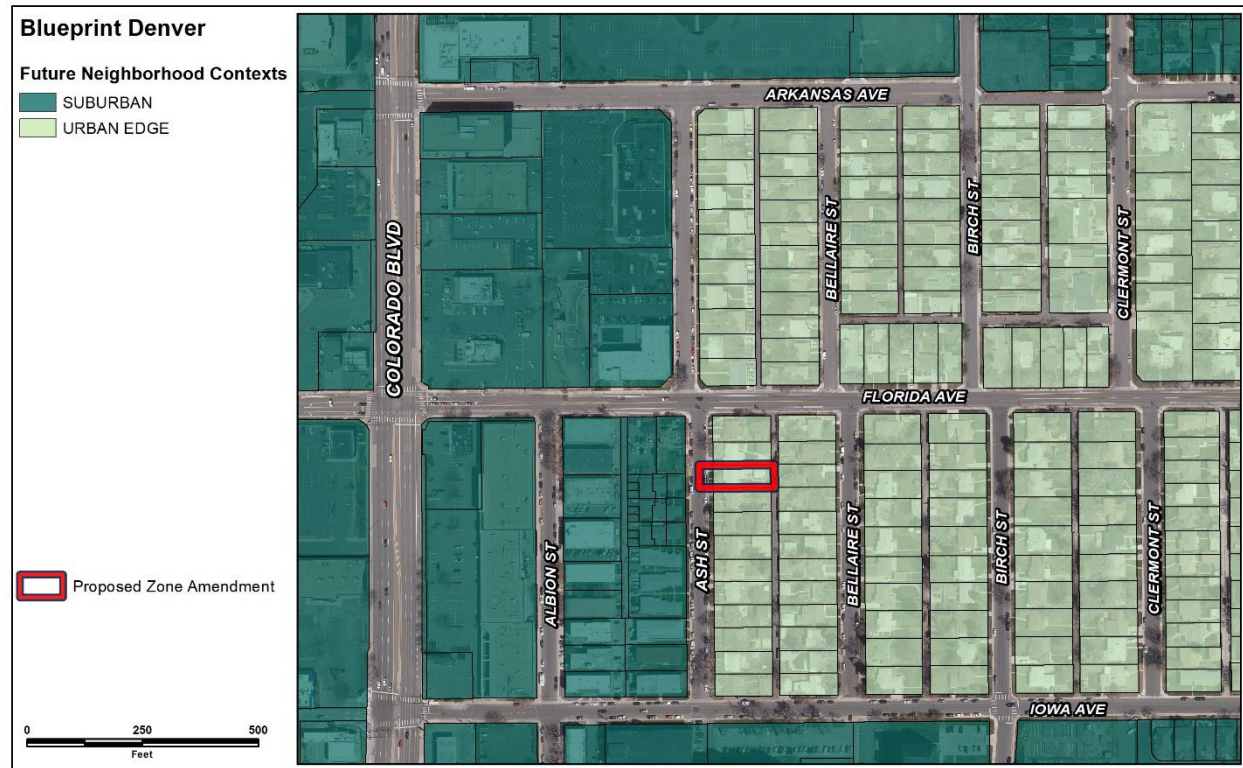 Blueprint Denver
Future Neighborhood Contexts
SUBURBAN
URBAN EDGE
Proposed Zone Amendment
0 250 500
Feet
ARKANSAS AVE
COLORADO BLVD
BELLAIRE ST
BIRCH ST
CLERMONT ST
FLORIDA AVE
ALBION ST
ASH ST
BELLAIRE ST
BIRCH ST
CLERMONT ST
IOWA AVE